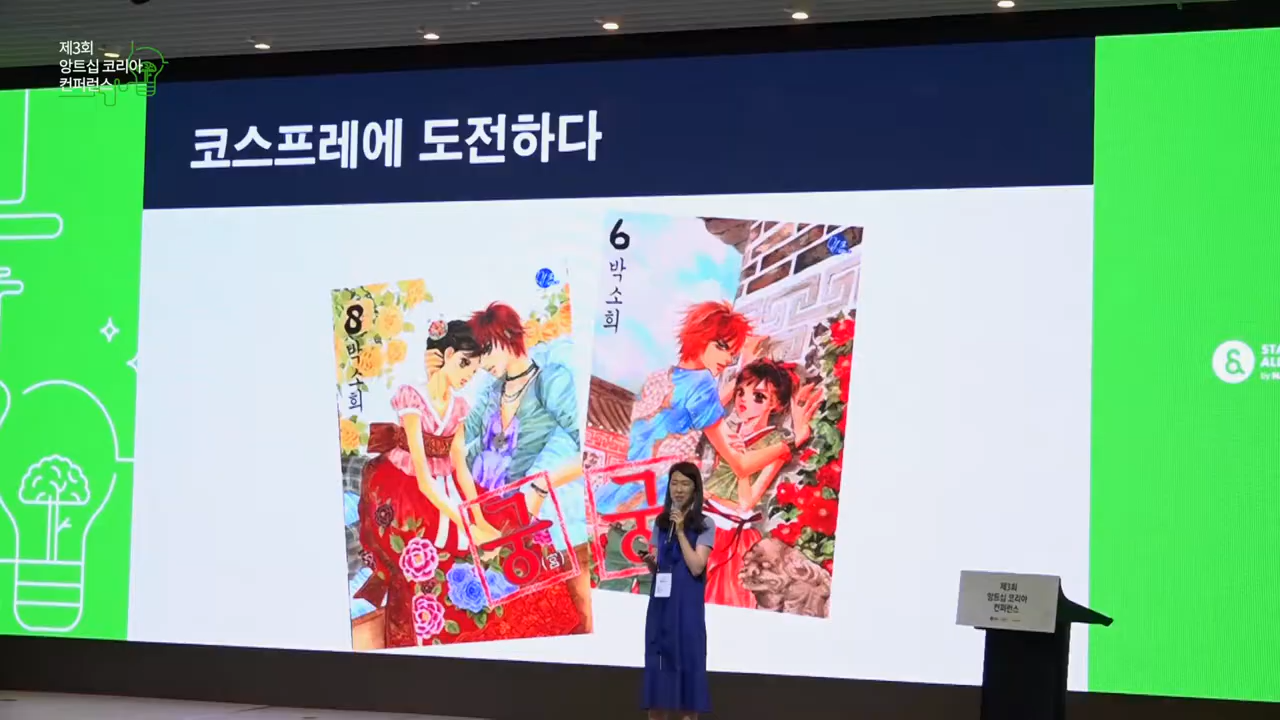 제3회
앙트십 코리아
컨퍼런스
코스프레에 도전하다
8
박소희
궁
(宮)
6
박소희
궁
제3회
앙트십 코리아
컨퍼런스